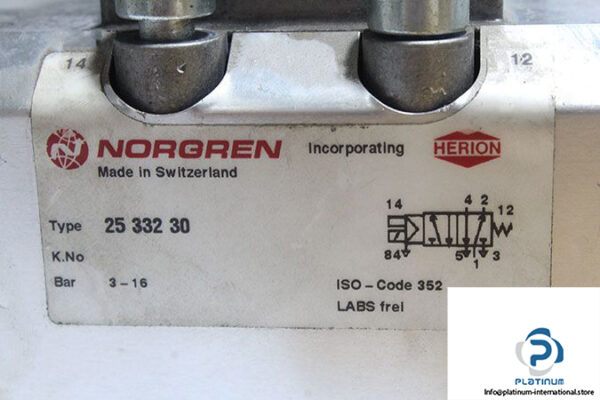 14 12
NORGREN Incorporating HERION
Made in Switzerland
Type 25 332 30
14 4 2 12
84 5 1 3
K.No
Bar 3-16
ISO-Code 352
LABS frei
PLATINUM
Info@platinum-international.store